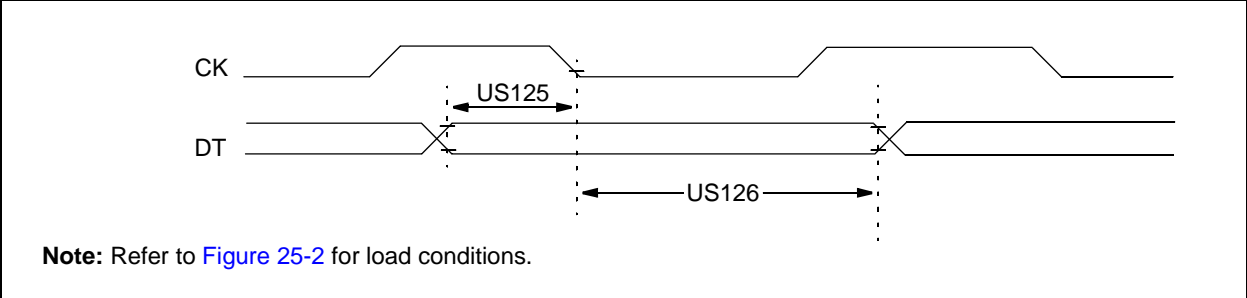 CK
US125
DT
US126
Note: Refer to Figure 25-2 for load conditions.